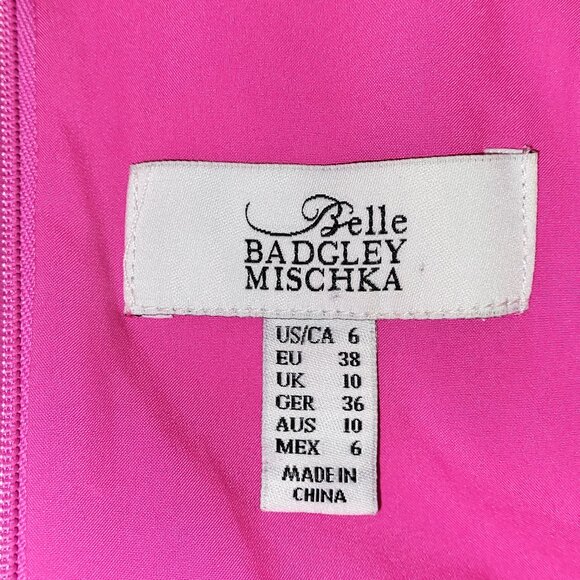 Belle
BADGLEY
MISCHKA
US/CA 6
EU 38
UK 10
GER 36
AUS 10
MEX 6
MADE IN
CHINA